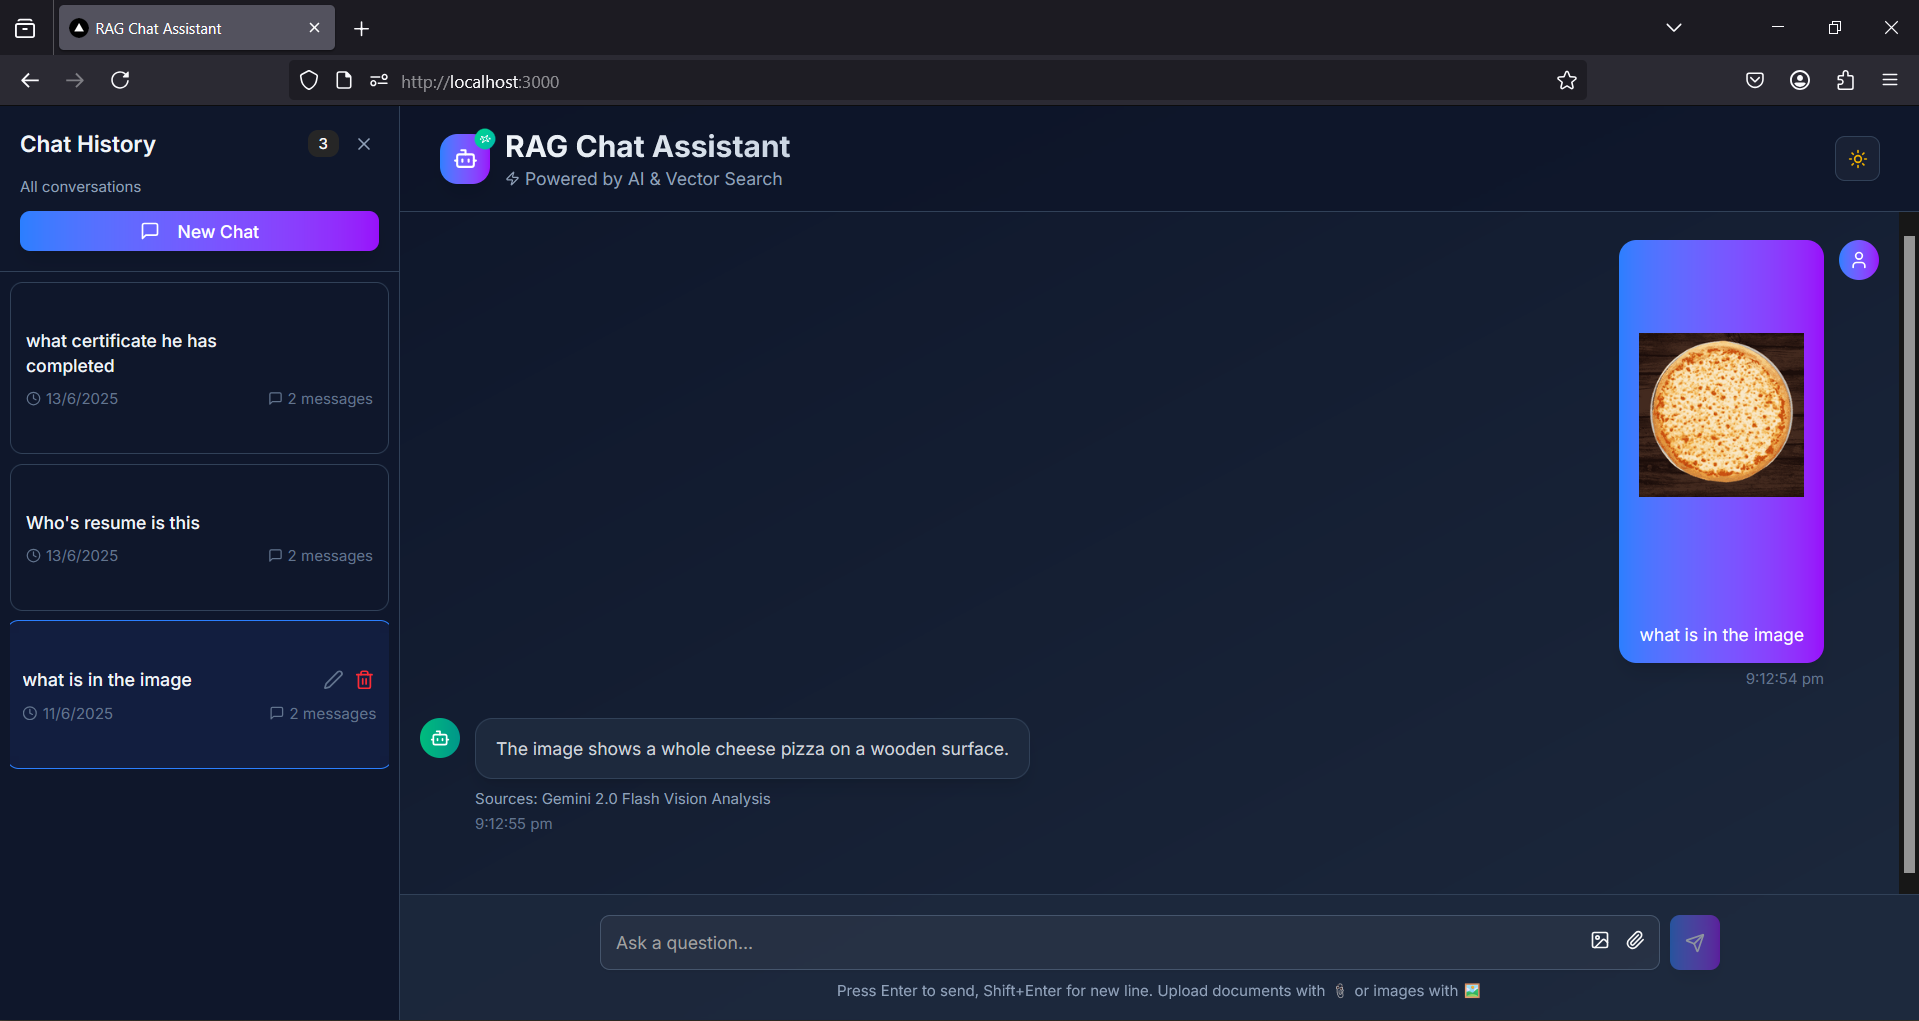 RAG Chat Assistant
http://localhost:3000
Chat History
3
All conversations
New Chat
what certificate he has
completed
13/6/2025
2 messages
Who's resume is this
13/6/2025
2 messages
what is in the image
11/6/2025
2 messages
RAG Chat Assistant
Powered by AI & Vector Search
what is in the image
9:12:54 pm
The image shows a whole cheese pizza on a wooden surface.
Sources: Gemini 2.0 Flash Vision Analysis
9:12:55 pm
Ask a question...
Press Enter to send, Shift+Enter for new line. Upload documents with 📎 or images with 🖼️